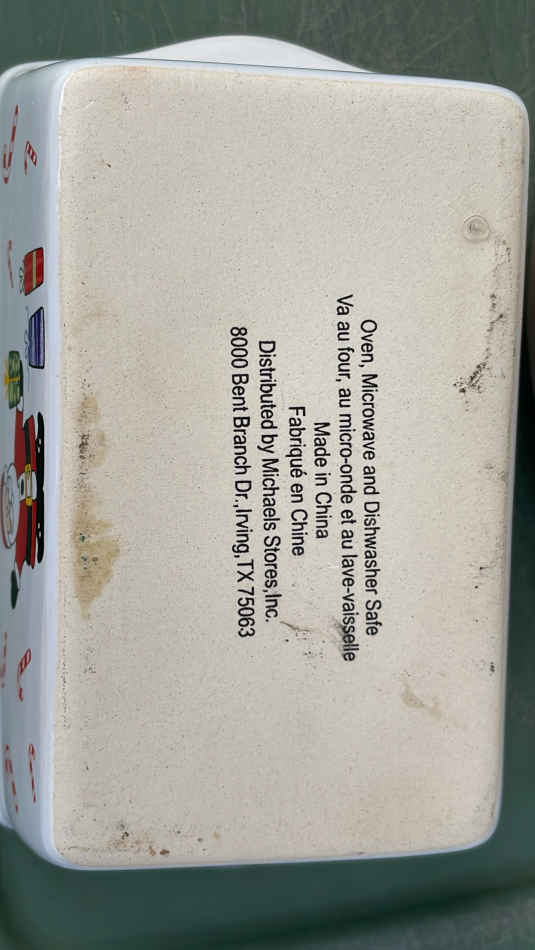 Oven, Microwave and Dishwasher Safe
Va au four, au micro-onde et au lave-vaisselle
Made in China
Fabriqué en Chine
Distributed by Michaels Stores,Inc.
8000 Bent Branch Dr.,Irving,TX 75063